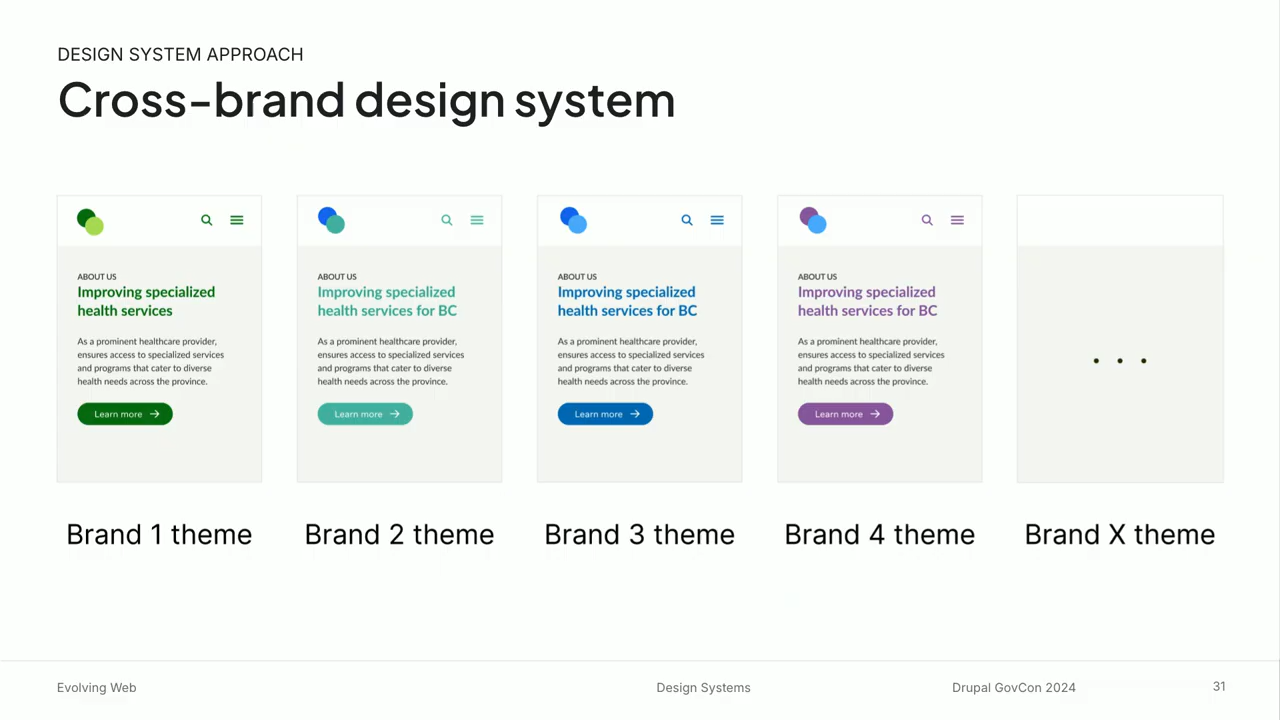 DESIGN SYSTEM APPROACH
Cross-brand design system
ABOUT US
Improving specialized
health services
As a prominent healthcare provider,
ensures access to specialized services
and programs that cater to diverse
health needs across the province.
Learn more →
Brand 1 theme
ABOUT US
Improving specialized
health services for BC
As a prominent healthcare provider,
ensures access to specialized services
and programs that cater to diverse
health needs across the province.
Learn more →
Brand 2 theme
ABOUT US
Improving specialized
health services for BC
As a prominent healthcare provider,
ensures access to specialized services
and programs that cater to diverse
health needs across the province.
Learn more →
Brand 3 theme
ABOUT US
Improving specialized
health services for BC
As a prominent healthcare provider,
ensures access to specialized services
and programs that cater to diverse
health needs across the province.
Learn more →
Brand 4 theme
. . .
Brand X theme
Evolving Web
Design Systems
Drupal GovCon 2024
31